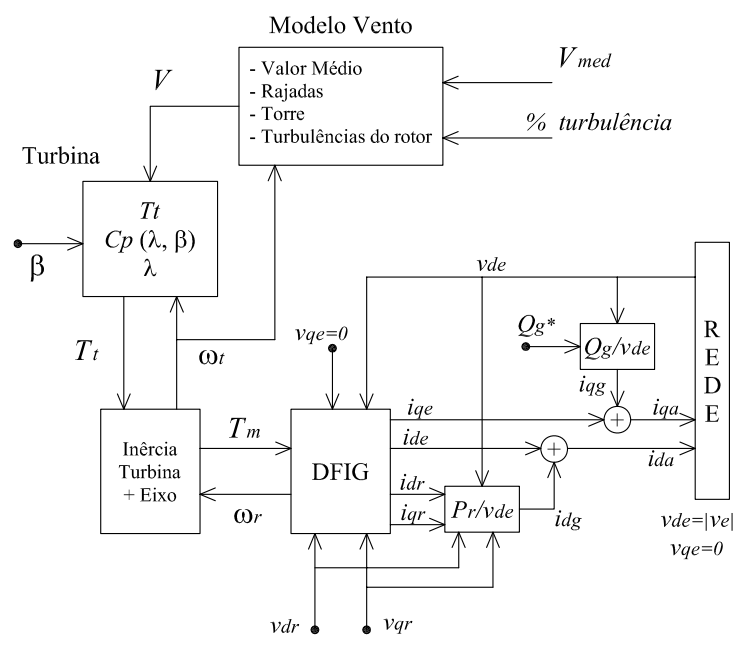 Modelo Vento
- Valor Médio
- Rajadas
- Torre
- Turbulências do rotor
V
Vmed
% turbulência
Turbina
Tt
Cp (λ, β)
λ
β
Tt
ωt
vqe=0
vde
Qg*
Qg/vde
iqg
R
E
D
E
Inêrcia
Turbina
+ Eixo
Tm
ωr
DFIG
iqe
iqa
ide
ida
idr
iqr
Pr/vde
idg
vde=|ve|
vqe=0
vdr
vqr
+
+